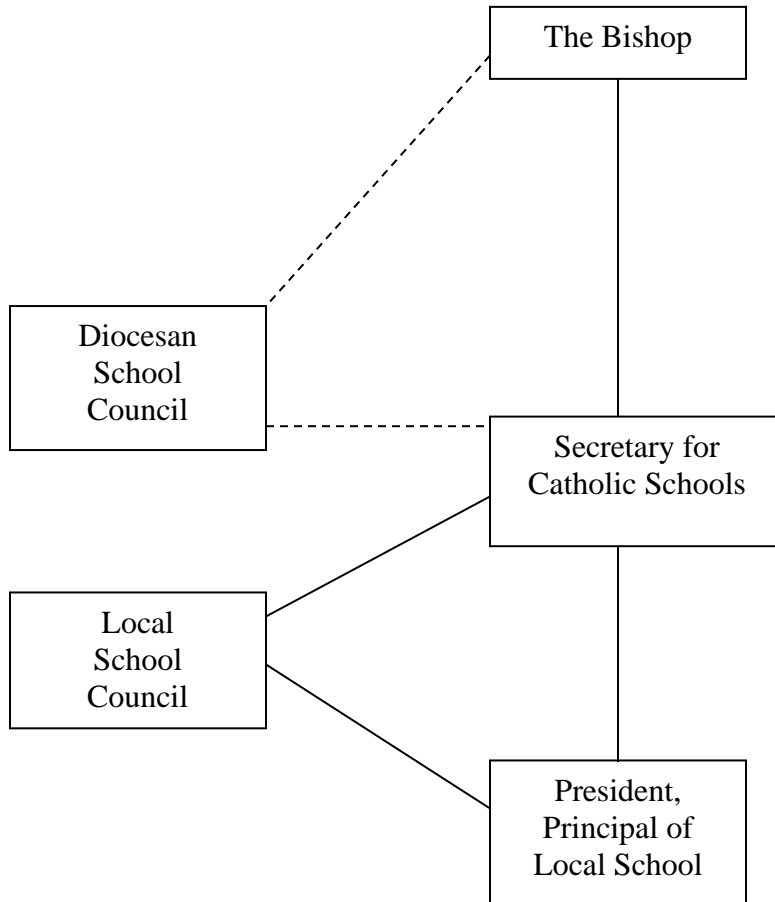 The Bishop
Diocesan
School
Council
Secretary for
Catholic Schools
Local
School
Council
President,
Principal of
Local School